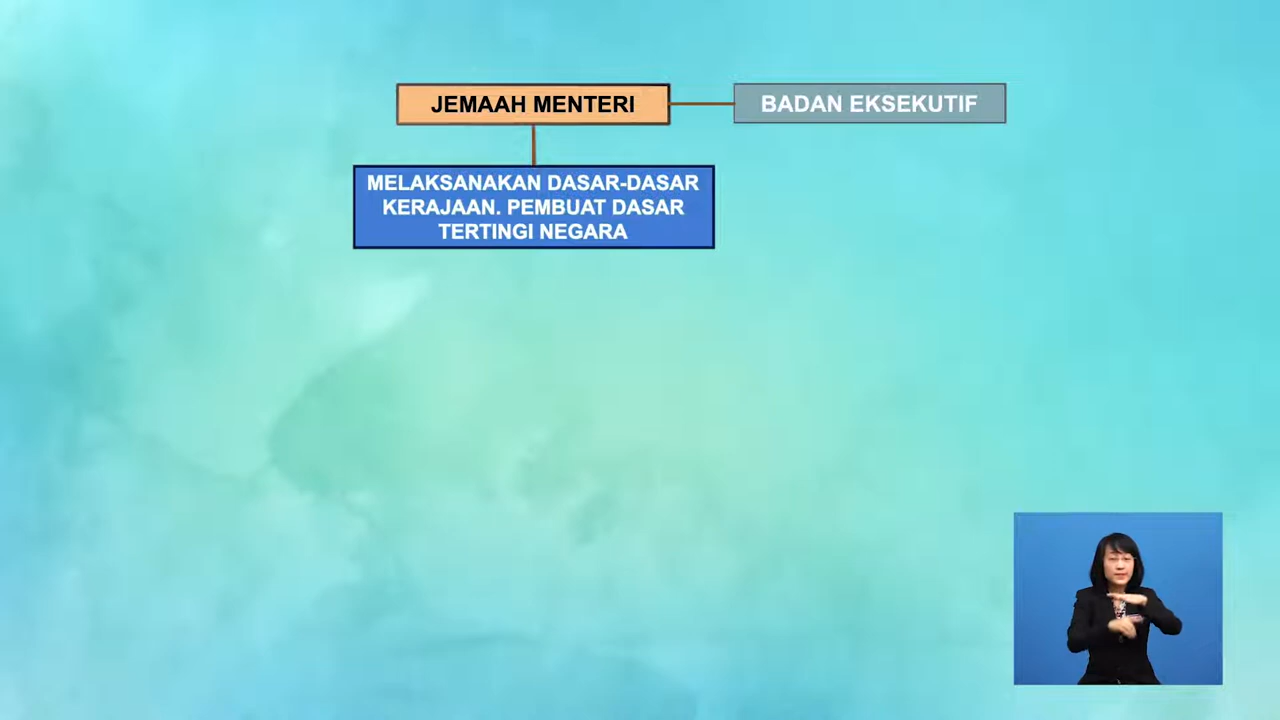 JEMAAH MENTERI
BADAN EKSEKUTIF
MELAKSANAKAN DASAR-DASAR
KERAJAAN. PEMBUAT DASAR
TERTINGI NEGARA